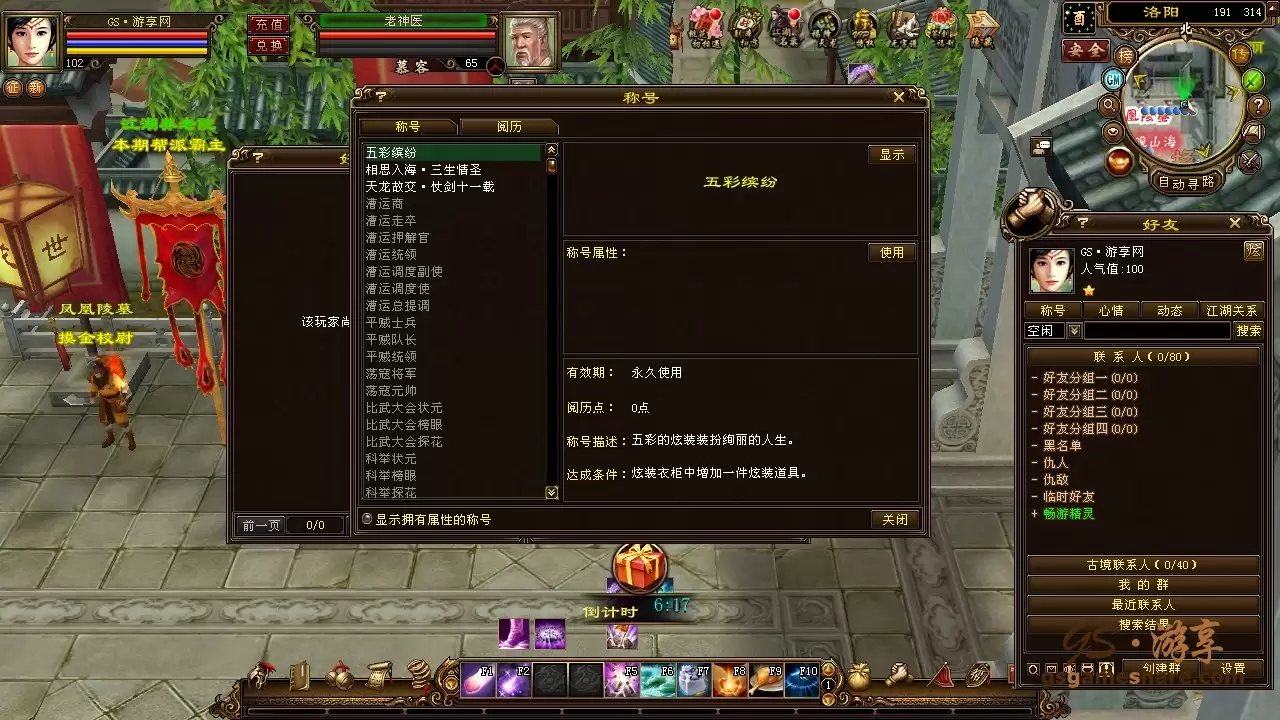 GS·游享网
102
充值
兑换
老神医
慕容
65
洛阳
191 314
北
安全
GM
自动寻路
征
新
本期帮派霸主
凤凰陵墓
摸金校尉
世
该玩家尚
前一页
0/0
?
称号
称号
阅历
五彩缤纷
相思入海·三生情圣
天龙故艾·仗剑十一载
漕运商
漕运走卒
漕运押解官
漕运统领
漕运调度副使
漕运调度使
漕运总提调
平贼士兵
平贼队长
平贼统领
荡寇将军
荡寇元帅
比武大会状元
比武大会榜眼
比武大会探花
科举状元
科举榜眼
科举探花
显示拥有属性的称号
五彩缤纷
显示
称号属性：
使用
有效期： 永久使用
阅历点： 0点
称号描述：五彩的炫装装扮绚丽的人生。
达成条件：炫装衣柜中增加一件炫装道具。
关闭
?
好友
GS·游享网
人气值:100
称号
心情
动态
江湖关系
空闲
搜索
联 系 人(0/80)
- 好友分组一(0/0)
- 好友分组二(0/0)
- 好友分组三(0/0)
- 好友分组四(0/0)
- 黑名单
- 仇人
- 仇敌
- 临时好友
+ 畅游精灵
古境联系人(0/40)
我 的 群
最近联系人
搜索结果
创建群
设置
GS·游享
倒计时 6:17
F1
F2
F5
F6
F7
F8
F9
F10